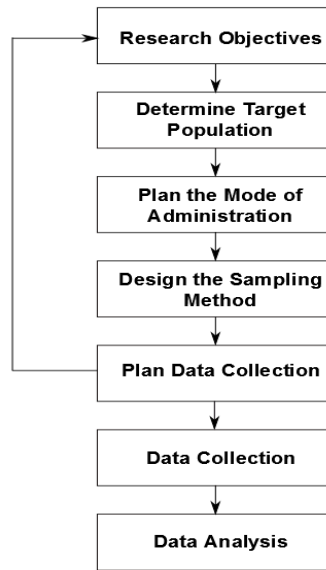 Research Objectives
Determine Target
Population
Plan the Mode of
Administration
Design the Sampling
Method
Plan Data Collection
Data Collection
Data Analysis